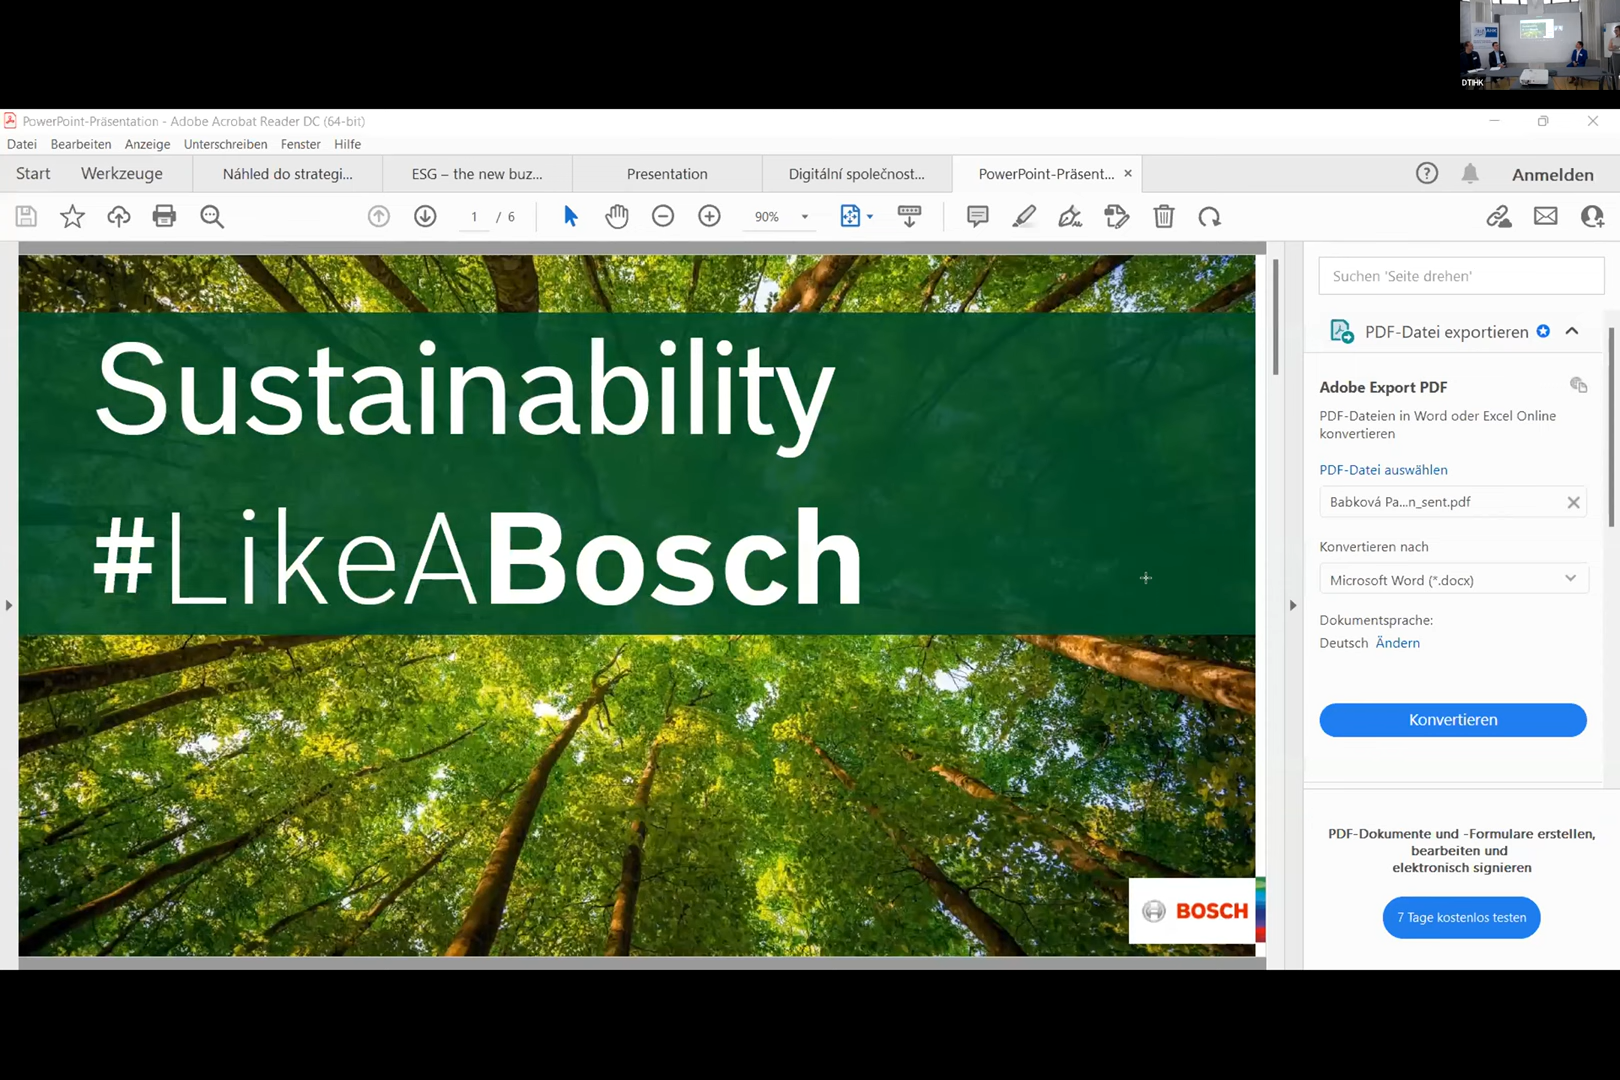 DTIHK
PowerPoint-Präsentation - Adobe Acrobat Reader DC (64-bit)
Datei Bearbeiten Anzeige Unterschreiben Fenster Hilfe
Start Werkzeuge Náhled do strategi... ESG – the new buz... Presentation Digitální společnost... PowerPoint-Präsent... Anmelden
1 / 6 90%
Sustainability
#LikeABosch
BOSCH
Suchen 'Seite drehen'
PDF-Datei exportieren
Adobe Export PDF
PDF-Dateien in Word oder Excel Online
konvertieren
PDF-Datei auswählen
Babková Pa...n_sent.pdf
Konvertieren nach
Microsoft Word (*.docx)
Dokumentsprache:
Deutsch Ändern
Konvertieren
PDF-Dokumente und -Formulare erstellen,
bearbeiten und
elektronisch signieren
7 Tage kostenlos testen